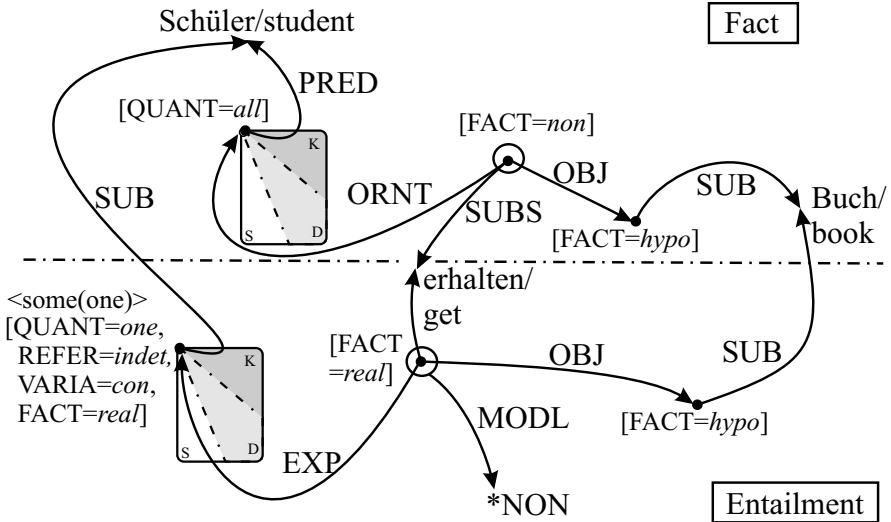 Schüler/student
Fact
PRED
[QUANT=all]
K
[FACT=non]
OBJ
SUB
SUB
ORNT
SUBS
Buch/
book
S
D
[FACT=hypo]
<some(one)>
[QUANT=one,
REFER=indet,
VARIA=con,
FACT=real]
erhalten/
get
K
[FACT
=real]
OBJ
SUB
S
D
EXP
MODL
[FACT=hypo]
*NON
Entailment